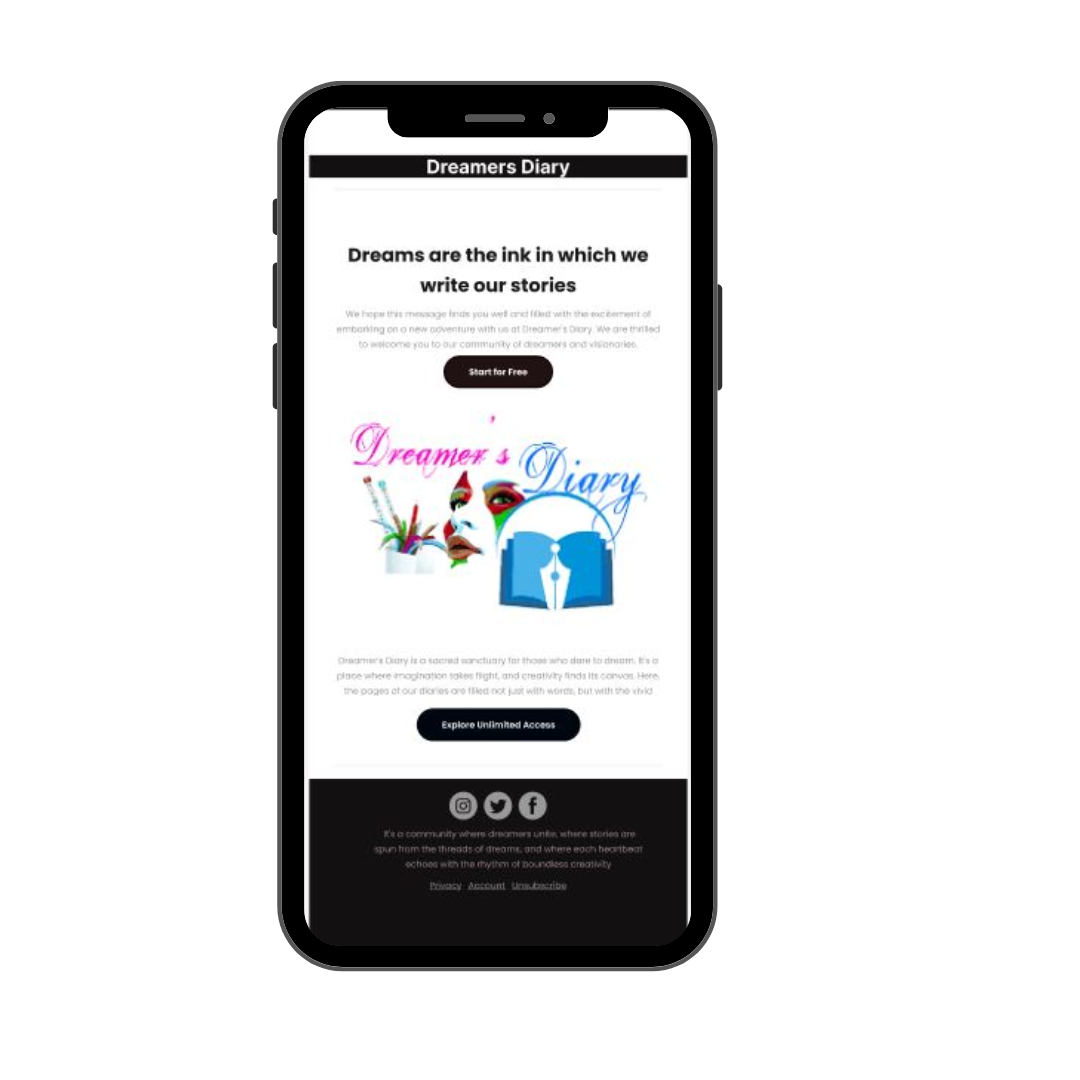 Dreamers Diary
Dreams are the ink in which we
write our stories
We hope this message finds you well and filled with the excitement of
embarking on a new adventure with us at Dreamer's Diary. We are thrilled
to welcome you to our community of dreamers and visionaries.
Start for Free
Dreamer's Diary
Dreamer's Diary is a sacred sanctuary for those who dare to dream. It's a
place where imagination takes flight, and creativity finds its canvas. Here,
the pages of our diaries are filled not just with words, but with the vivid
Explore Unlimited Access
It's a community where dreamers unite, where stories are
spun from the threads of dreams, and where each heartbeat
echoes with the rhythm of boundless creativity
Privacy Account Unsubscribe